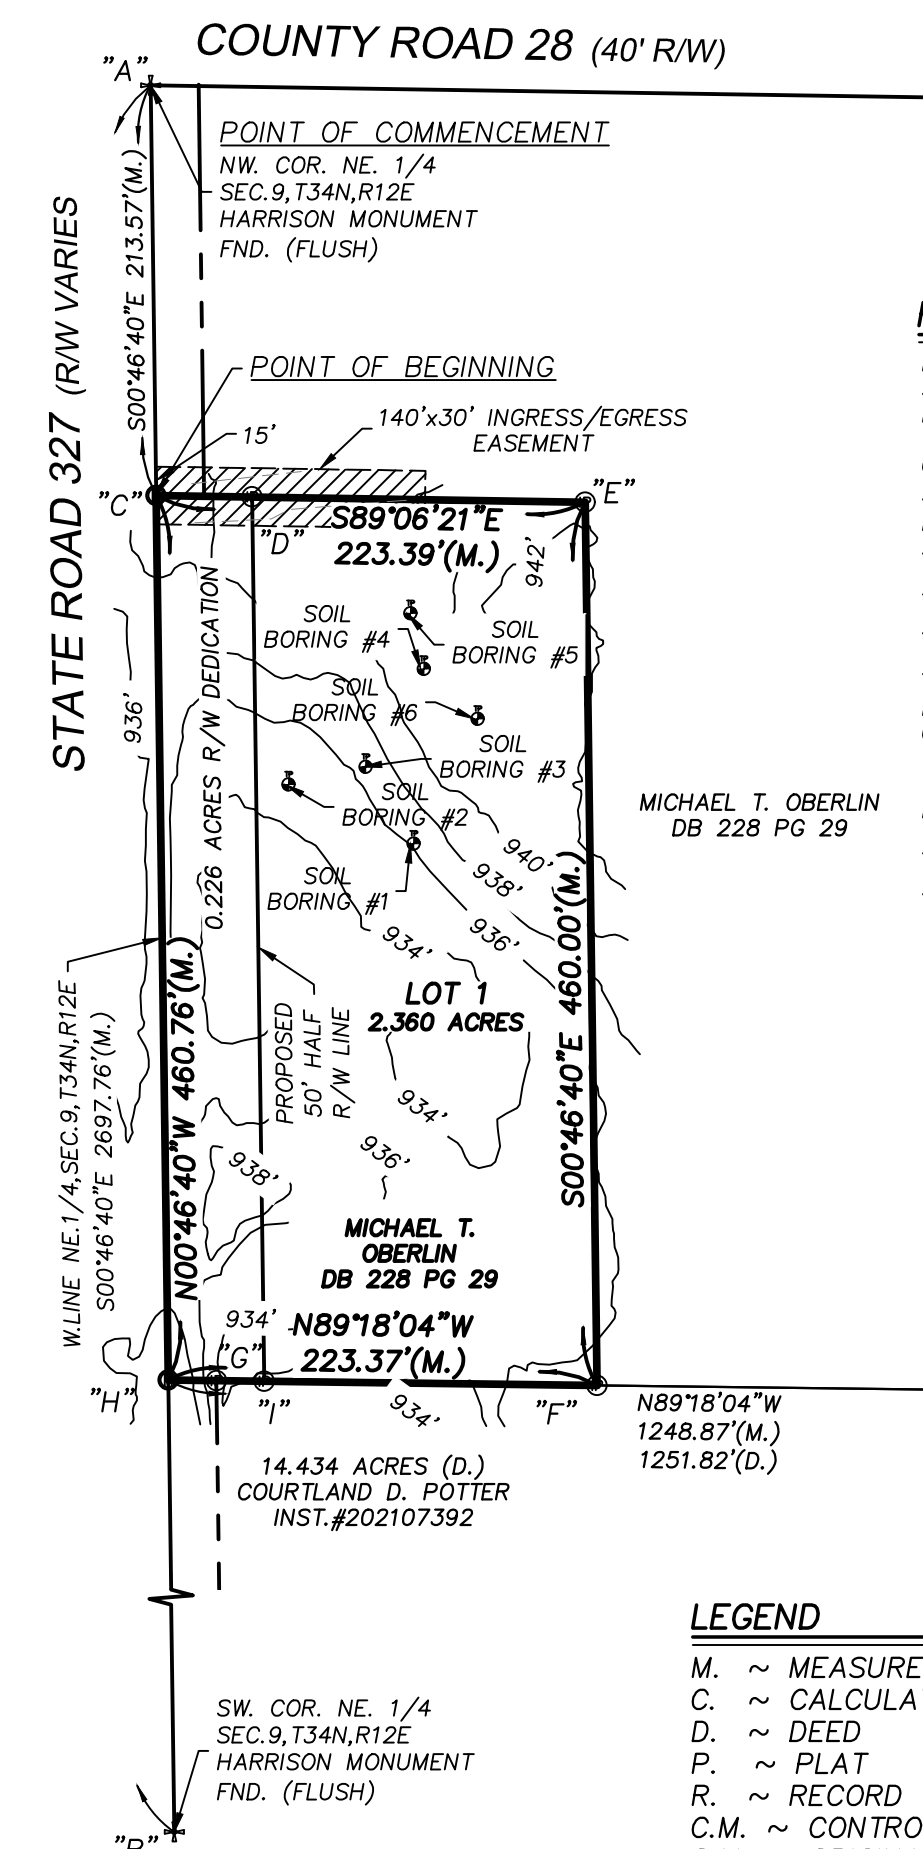 COUNTY ROAD 28 (40' R/W)
"A"
POINT OF COMMENCEMENT
NW. COR. NE. 1/4
SEC.9,T34N,R12E
HARRISON MONUMENT
FND. (FLUSH)
S00°46'40"E 213.57'(M.)
STATE ROAD 327 (R/W VARIES
POINT OF BEGINNING
15'
140'x30' INGRESS/EGRESS
EASEMENT
"C"
"D"
"E"
S89°06'21"E
223.39'(M.)
942'
SOIL
BORING #4
SOIL
BORING #5
SOIL
BORING #6
SOIL
BORING #3
SOIL
BORING #2
SOIL
BORING #1
936'
0.226 ACRES R/W DEDICATION
MICHAEL T. OBERLIN
DB 228 PG 29
940'
938'
936'
934'
LOT 1
2.360 ACRES
PROPOSED
50' HALF
R/W LINE
S00°46'40"E 460.00'(M.)
N00°46'40"W 460.76'(M.)
W.LINE NE.1/4,SEC.9,T34N,R12E
S00°46'40"E 2697.76'(M.)
934'
936'
938'
MICHAEL T.
OBERLIN
DB 228 PG 29
934'
N89°18'04"W
223.37'(M.)
"G"
"H"
"I"
934'
"F"
N89°18'04"W
1248.87'(M.)
1251.82'(D.)
14.434 ACRES (D.)
COURTLAND D. POTTER
INST.#202107392
SW. COR. NE. 1/4
SEC.9,T34N,R12E
HARRISON MONUMENT
FND. (FLUSH)
LEGEND
M. ~ MEASURE
C. ~ CALCULA
D. ~ DEED
P. ~ PLAT
R. ~ RECORD
C.M. ~ CONTRO